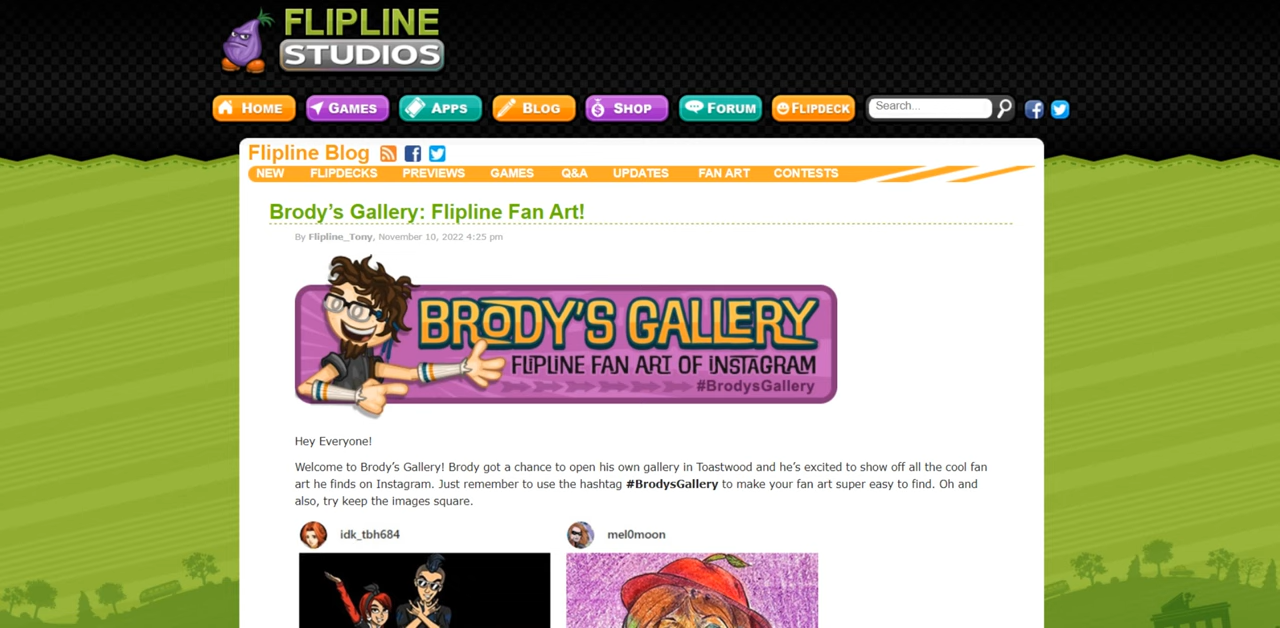 FLIPLINE
STUDIOS
HOME GAMES APPS BLOG SHOP FORUM FLIPDECK Search...
Flipline Blog
NEW FLIPDECKS PREVIEWS GAMES Q&A UPDATES FAN ART CONTESTS
Brody's Gallery: Flipline Fan Art!
By Flipline_Tony, November 10, 2022 4:25 pm
BRODY'S GALLERY
FLIPLINE FAN ART OF INSTAGRAM
#BrodysGallery
Hey Everyone!
Welcome to Brody's Gallery! Brody got a chance to open his own gallery in Toastwood and he's excited to show off all the cool fan
art he finds on Instagram. Just remember to use the hashtag #BrodysGallery to make your fan art super easy to find. Oh and
also, try keep the images square.
idk_tbh684 mel0moon